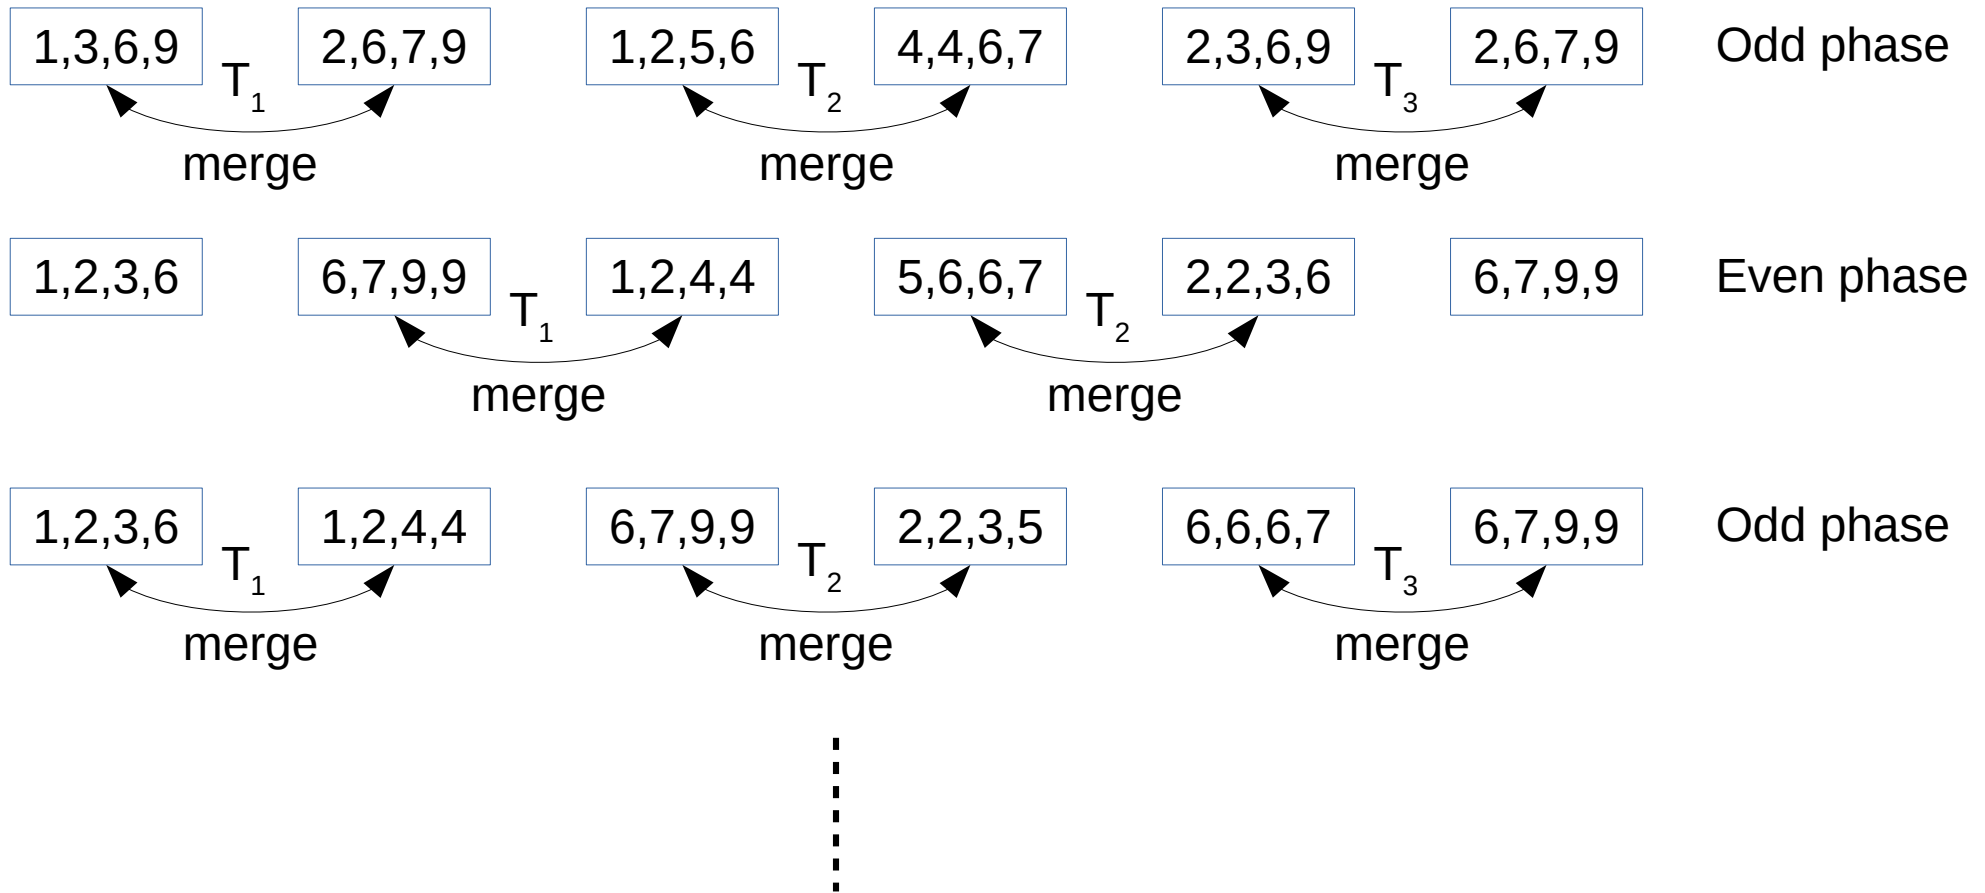 1,3,6,9 T1 2,6,7,9 1,2,5,6 T2 4,4,6,7 2,3,6,9 T3 2,6,7,9 Odd phase
merge merge merge
1,2,3,6 6,7,9,9 T1 1,2,4,4 5,6,6,7 T2 2,2,3,6 6,7,9,9 Even phase
merge merge
1,2,3,6 T1 1,2,4,4 6,7,9,9 T2 2,2,3,5 6,6,6,7 T3 6,7,9,9 Odd phase
merge merge merge